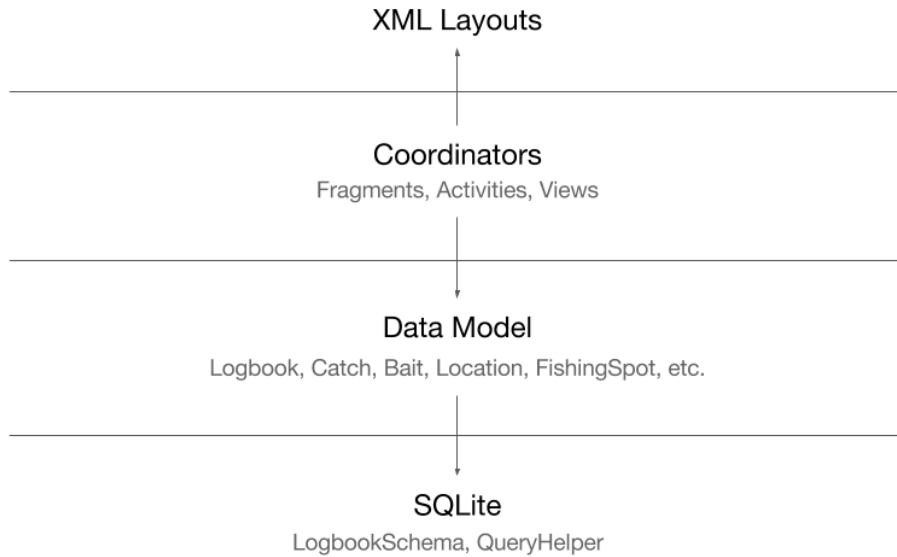 XML Layouts
Coordinators
Fragments, Activities, Views
Data Model
Logbook, Catch, Bait, Location, FishingSpot, etc.
SQLite
LogbookSchema, QueryHelper